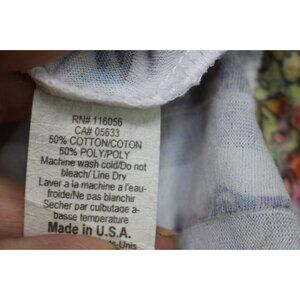 RN# 116056
CA# 05633
50% COTTON/COTON
50% POLY/POLY
Machine wash cold/Do not
bleach/ Line Dry
Laver a la machine a l'eau-
froide/Ne pas blanchir
Secher par culbutage a-
basse temperature
Made in U.S.A.
-Unis